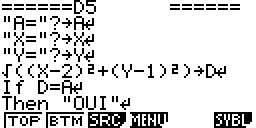 ======D5      ======
"A="?→A↵
"X="?→X↵
"Y="?→Y↵
√((X-2)²+(Y-1)²)→D↵
If D=A↵
Then "OUI"↵
TOP BTM SRC MENU SYBL